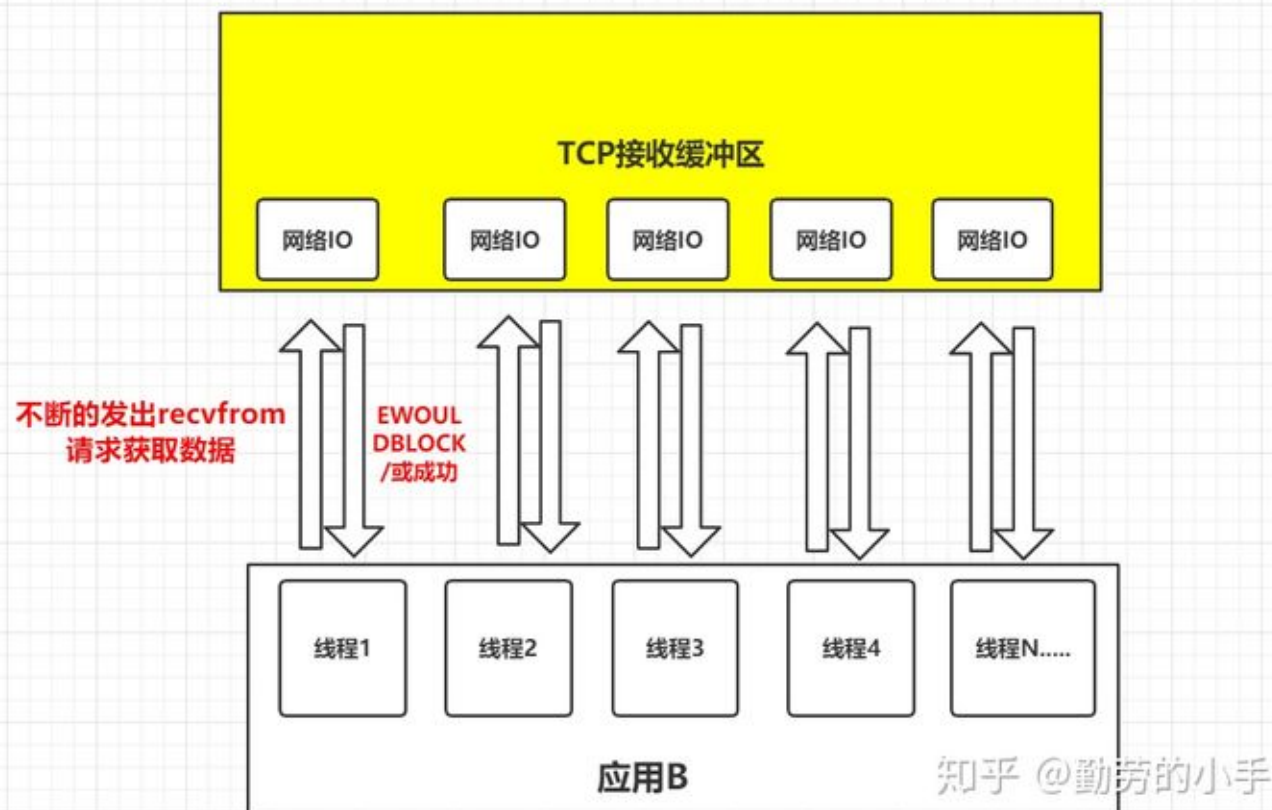 TCP接收缓冲区
网络IO
网络IO
网络IO
网络IO
网络IO
不断的发出recvfrom
请求获取数据
EWOUL
DBLOCK
/或成功
线程1
线程2
线程3
线程4
线程N.....
应用B
知乎 @勤劳的小手